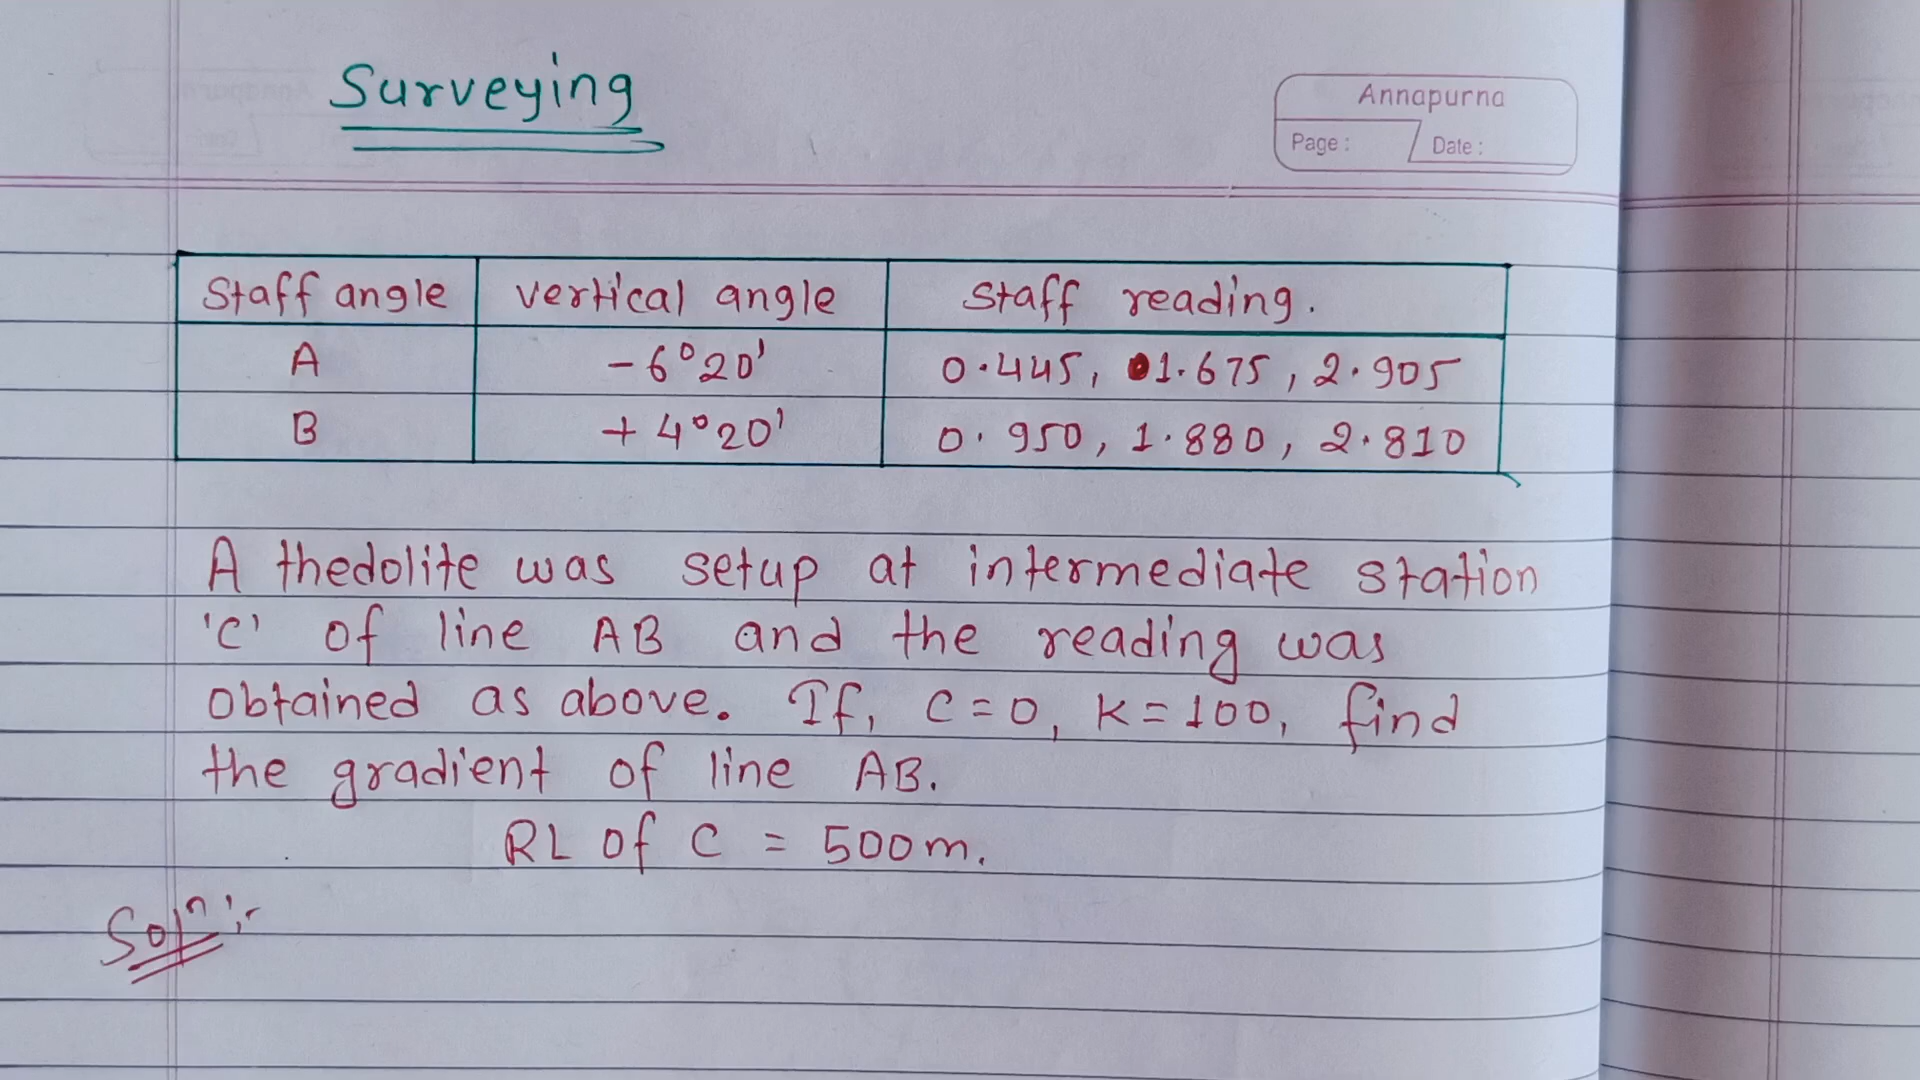 Surveying
Annapurna
Page :
Date :
Staff angle vertical angle staff reading.
A -6°20' 0.445, 1.675, 2.905
B +4°20' 0.950, 1.880, 2.810
A thedolite was setup at intermediate station
'C' of line AB and the reading was
obtained as above. If, C=0, K=100, find
the gradient of line AB.
RL of C = 500m.
Solⁿ:-